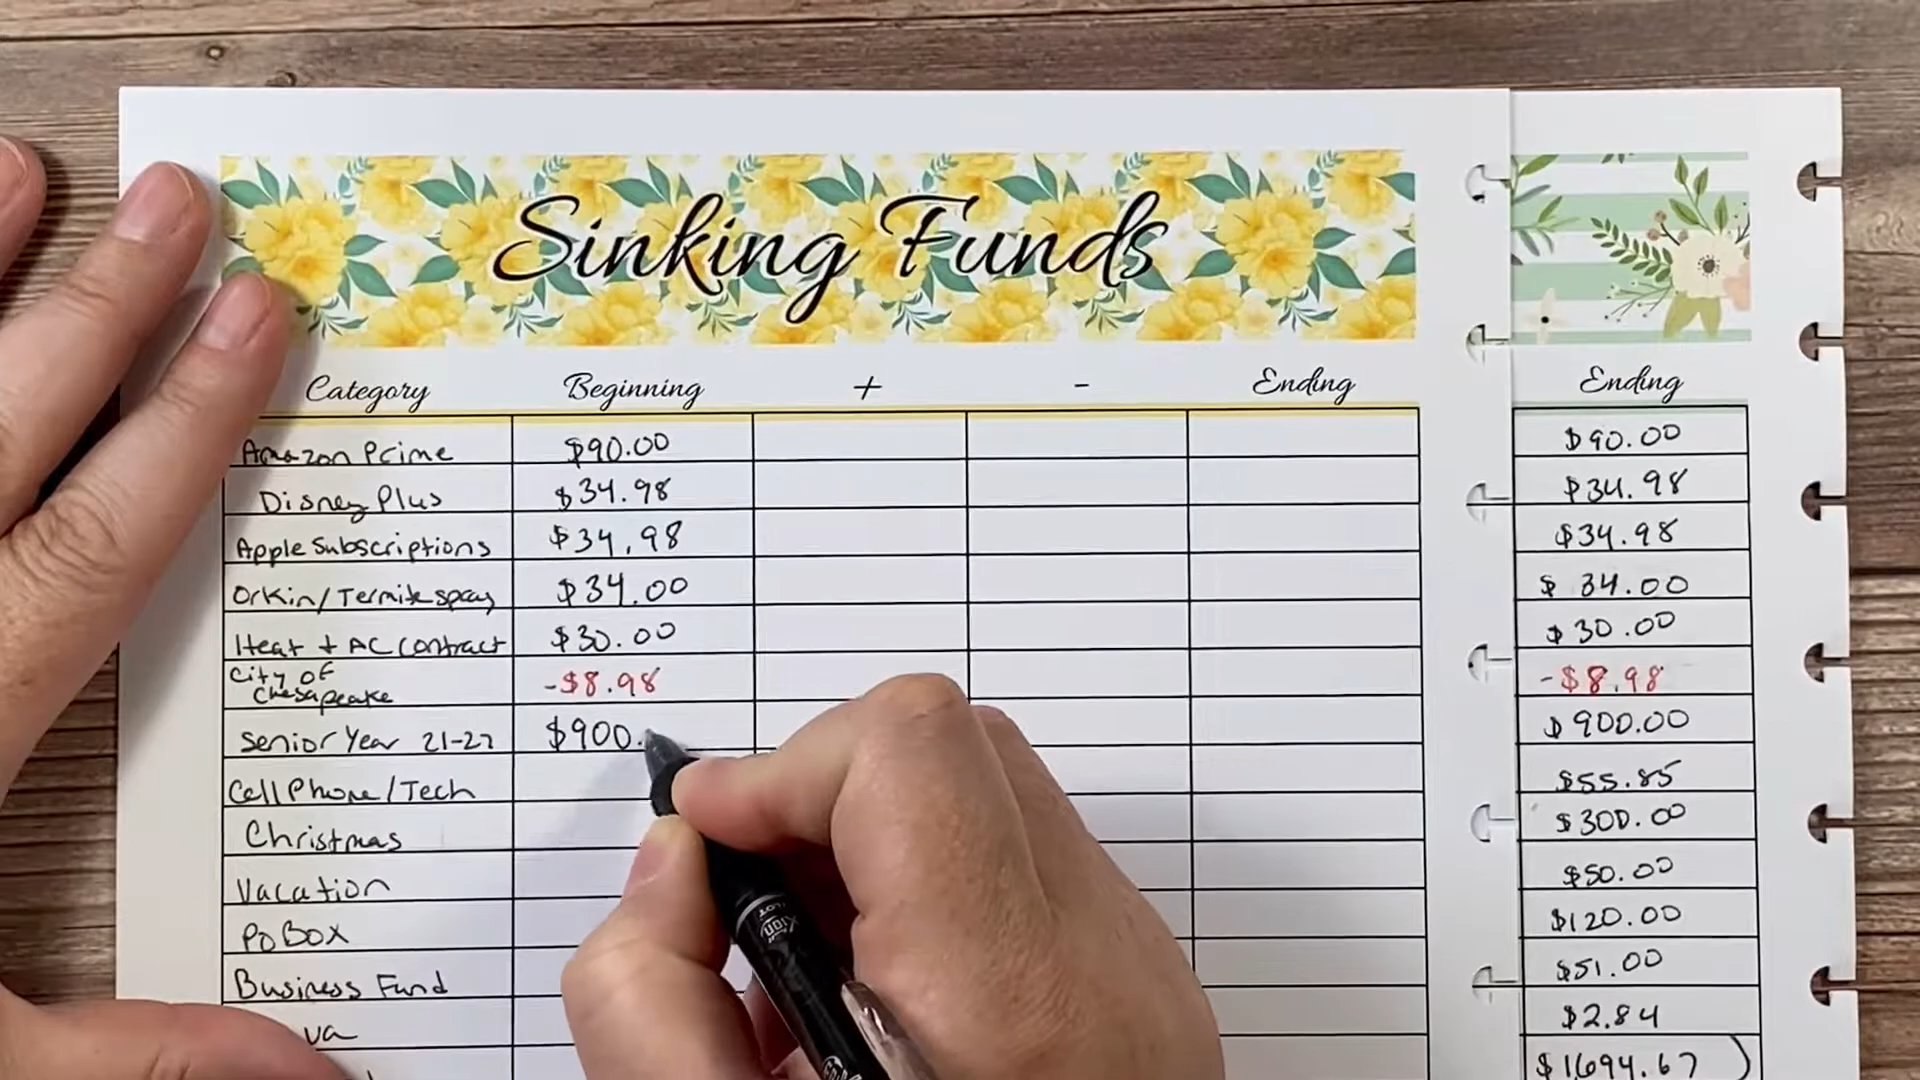 Sinking Funds
Category Beginning + - Ending Ending
Amazon Prime $90.00 $90.00
Disney Plus $34.98 $34.98
Apple Subscriptions $34.98 $34.98
Orkin/Termite spray $34.00 $34.00
Heat + AC Contract $30.00 $30.00
City of
Chesapeake -$8.98 -$8.98
Senior Year 21-22 $900. $900.00
Cell Phone/Tech $55.85
Christmas $300.00
Vacation $50.00
PO BOX $120.00
Business Fund $51.00
va $2.84
$1,694.67